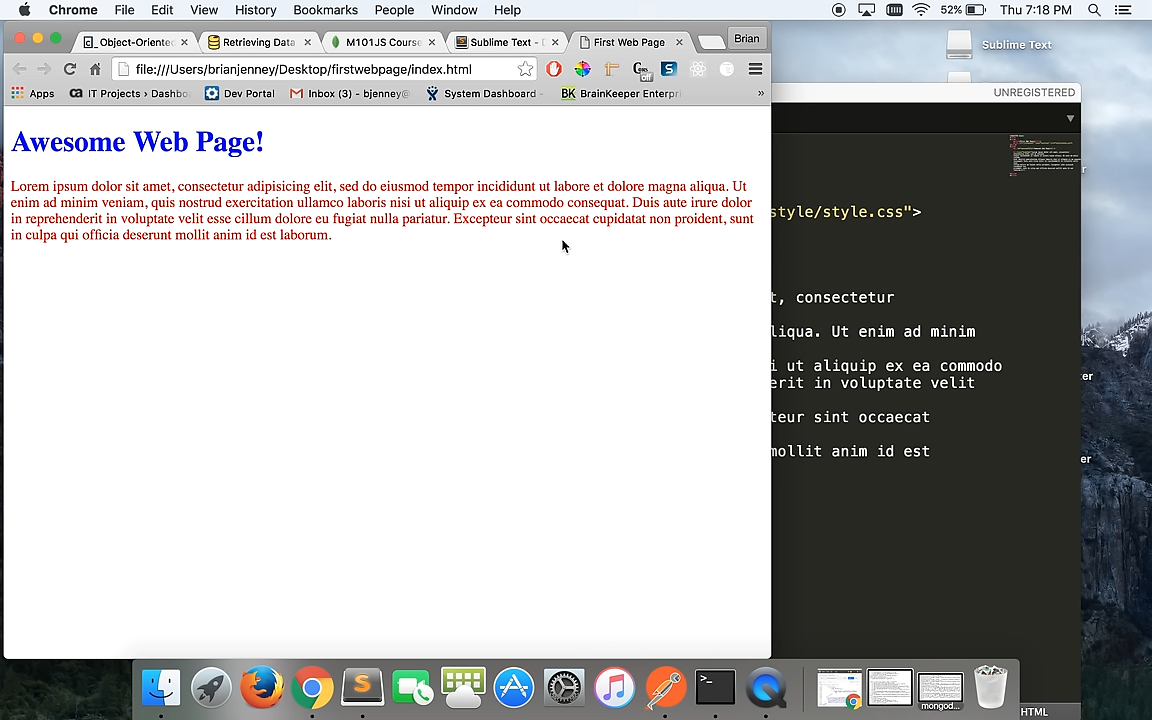 Chrome File Edit View History Bookmarks People Window Help 52% Thu 7:18 PM
Object-Oriente Retrieving Data M101JS Course Sublime Text - First Web Page Brian
file:///Users/brianjenney/Desktop/firstwebpage/index.html
Apps IT Projects › Dashbo Dev Portal Inbox (3) - bjenney@ System Dashboard - BK BrainKeeper Enterpri »
Awesome Web Page!
Lorem ipsum dolor sit amet, consectetur adipisicing elit, sed do eiusmod tempor incididunt ut labore et dolore magna aliqua. Ut
enim ad minim veniam, quis nostrud exercitation ullamco laboris nisi ut aliquip ex ea commodo consequat. Duis aute irure dolor
in reprehenderit in voluptate velit esse cillum dolore eu fugiat nulla pariatur. Excepteur sint occaecat cupidatat non proident, sunt
in culpa qui officia deserunt mollit anim id est laborum.
Sublime Text
UNREGISTERED
style/style.css">
t, consectetur
liqua. Ut enim ad minim
i ut aliquip ex ea commodo
erit in voluptate velit
teur sint occaecat
mollit anim id est
er
er
HTML
mongod...